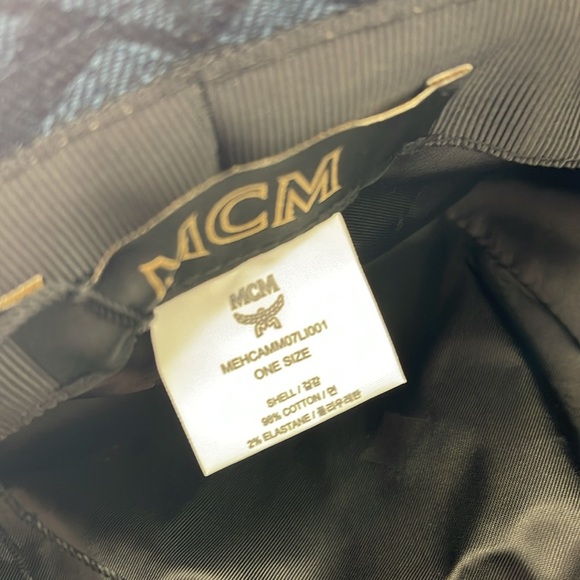 MCM
MCM
MEHCAMM07LI001
ONE SIZE
SHELL / 겉감
98% COTTON / 면
2% ELASTANE / 폴리우레탄